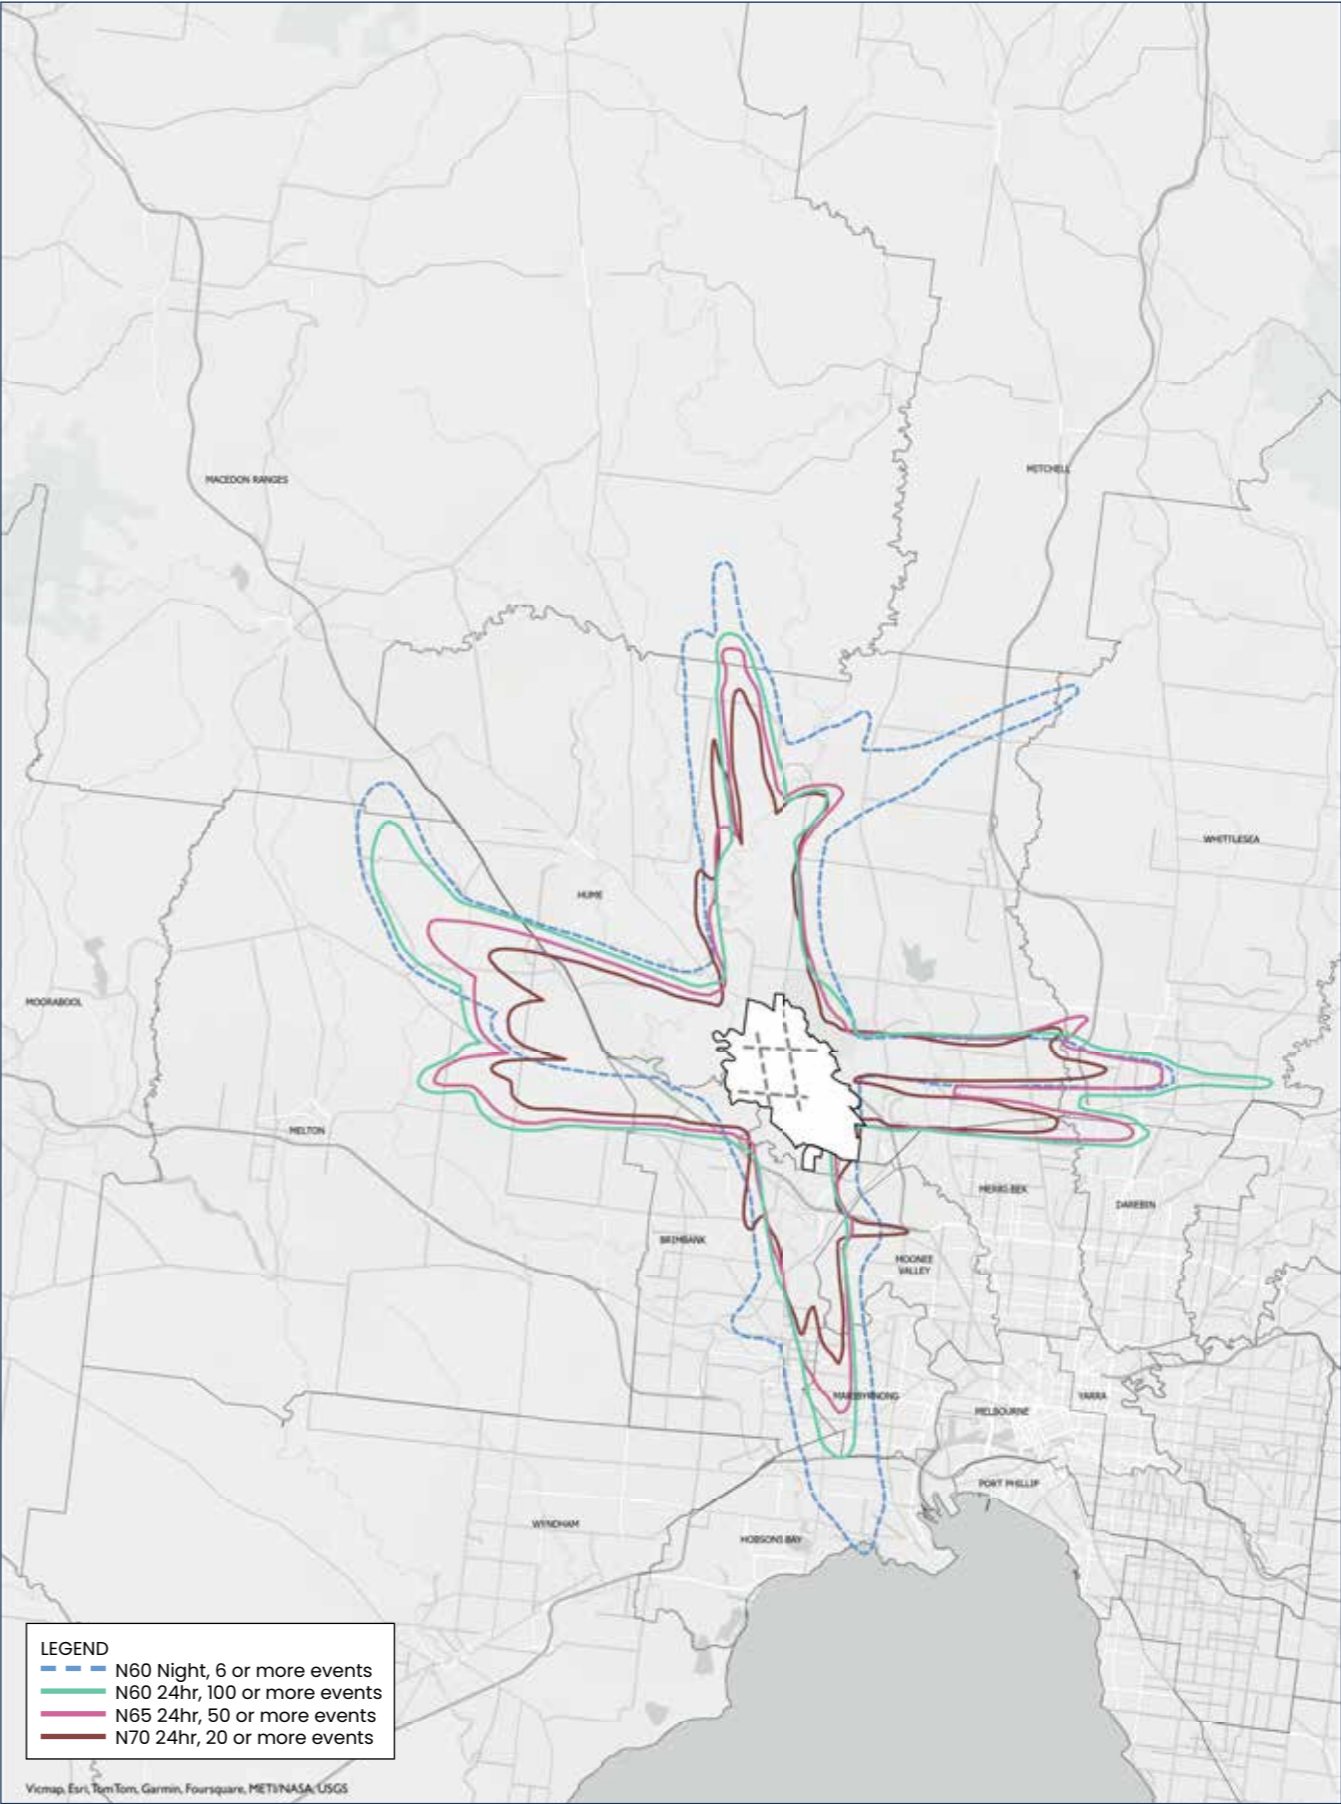 MACEDON RANGES
MITCHELL
WHITTLESEA
HUME
MOORABOOL
MELTON
MERRI-BEK
DAREBIN
BRIMBANK
MOONEE
VALLEY
MARIBYRNONG
YARRA
MELBOURNE
PORT PHILLIP
WYNDHAM
HOBSONS BAY
LEGEND
N60 Night, 6 or more events
N60 24hr, 100 or more events
N65 24hr, 50 or more events
N70 24hr, 20 or more events
Vicmap, Esri, TomTom, Garmin, Foursquare, METI/NASA, USGS